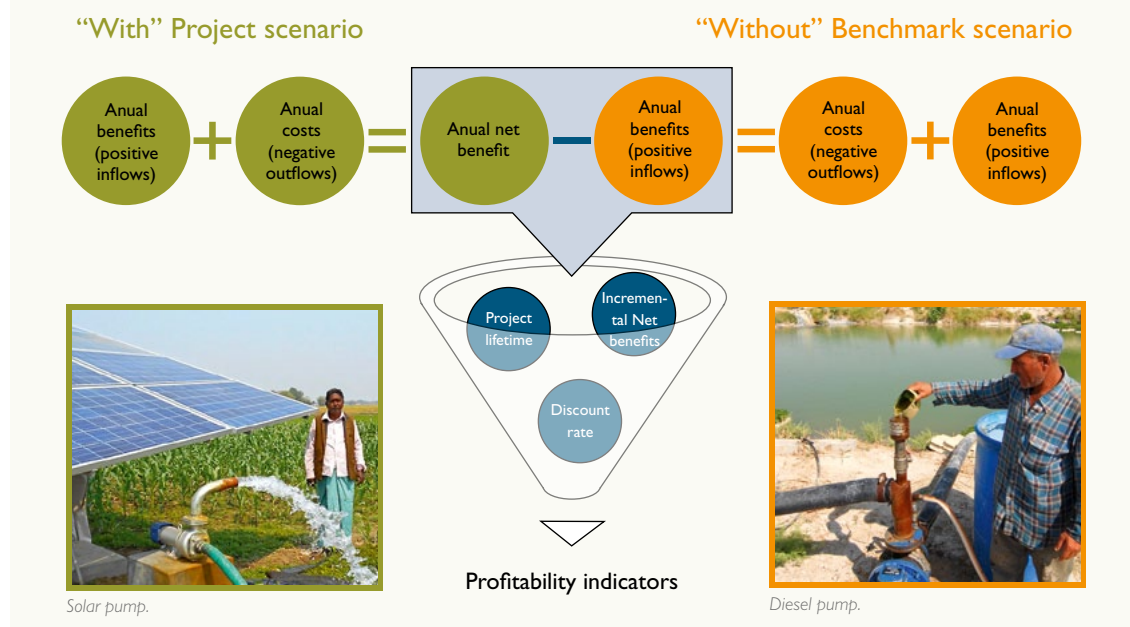 “With” Project scenario
“Without” Benchmark scenario
Anual
benefits
(positive
inflows)
+
Anual
costs
(negative
outflows)
=
Anual net
benefit
−
Anual
benefits
(positive
inflows)
=
Anual
costs
(negative
outflows)
+
Anual
benefits
(positive
inflows)
Project
lifetime
Incremen-
tal Net
benefits
Discount
rate
Profitability indicators
Solar pump.
Diesel pump.